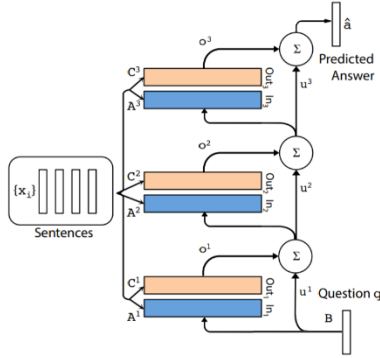 â
Σ
Predicted
Answer
o³
u³
C³
Out₃
A³
In₃
o²
Σ
{xᵢ}
C²
Out₂
u²
A²
In₂
Sentences
o¹
Σ
C¹
Out₁
u¹
Question q
A¹
In₁
B